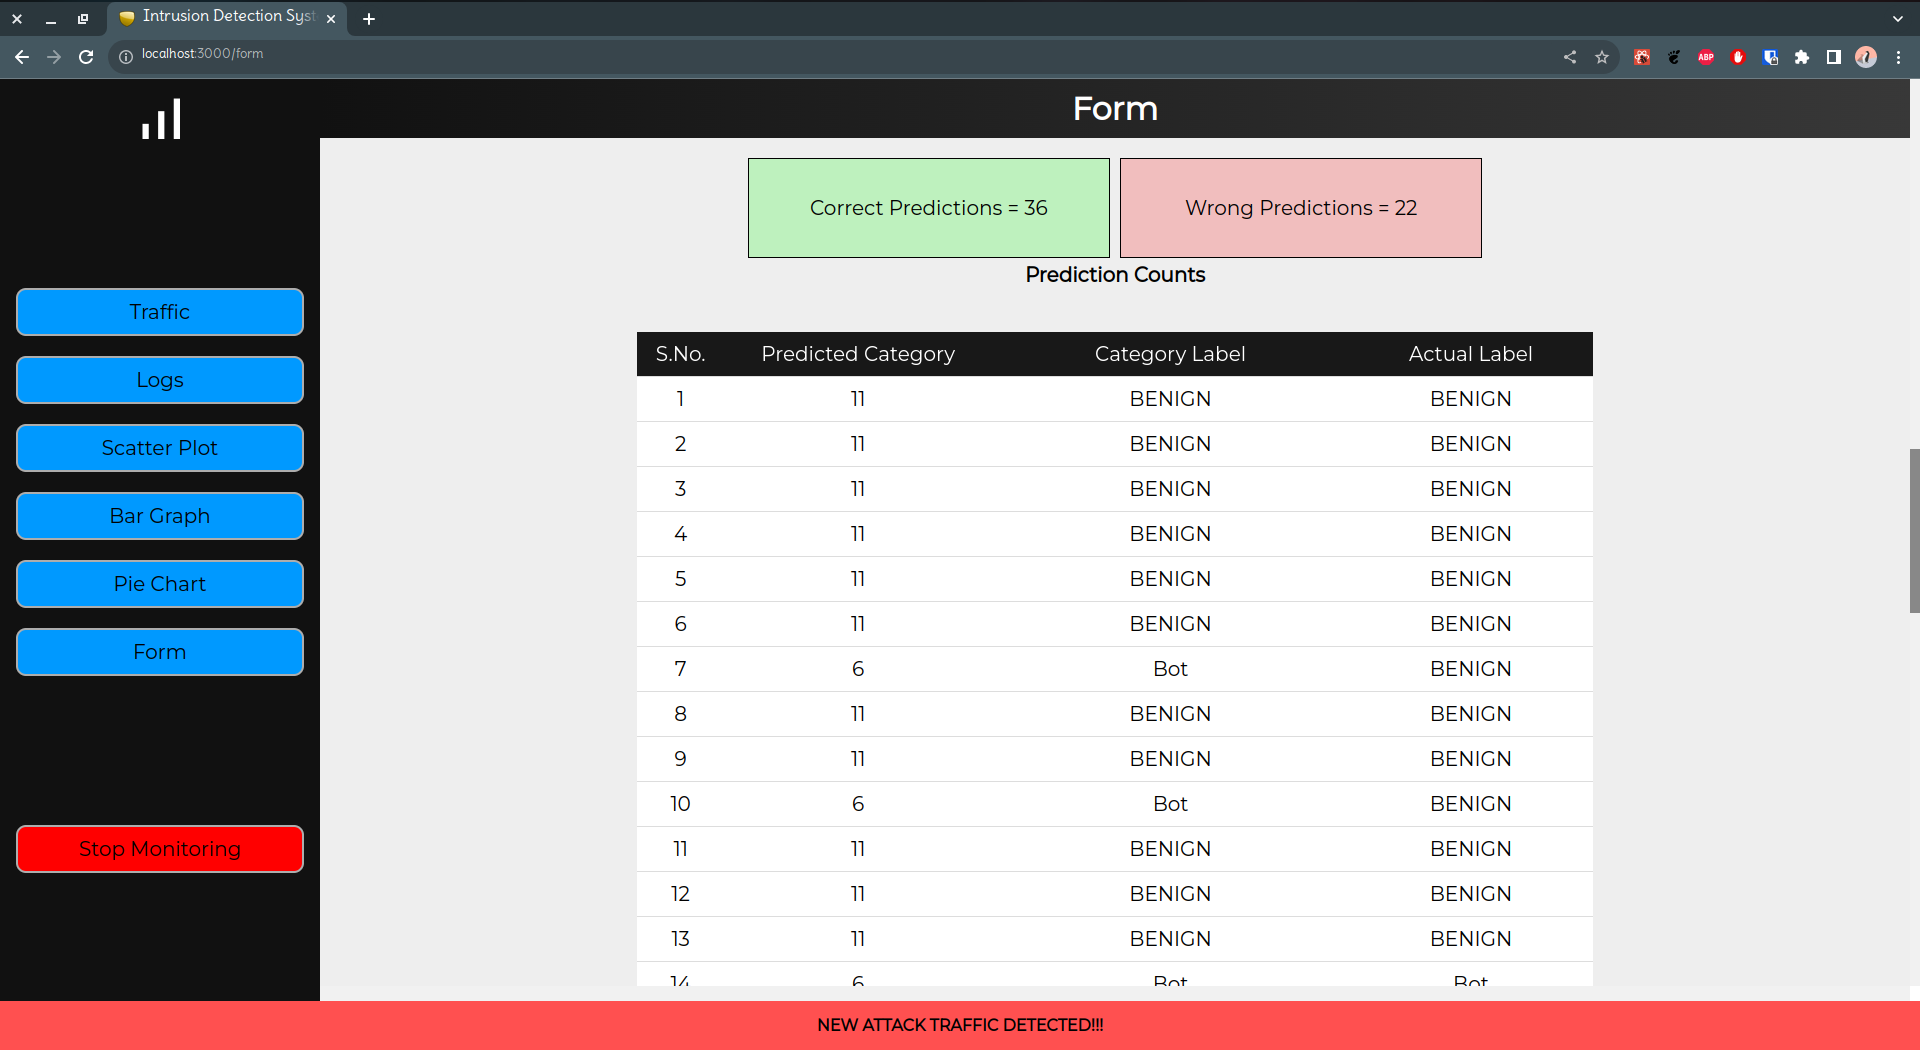 Intrusion Detection Syst
localhost:3000/form
ABP
Form
Correct Predictions = 36
Wrong Predictions = 22
Prediction Counts
Traffic
Logs
Scatter Plot
Bar Graph
Pie Chart
Form
Stop Monitoring
S.No. Predicted Category Category Label Actual Label
1 11 BENIGN BENIGN
2 11 BENIGN BENIGN
3 11 BENIGN BENIGN
4 11 BENIGN BENIGN
5 11 BENIGN BENIGN
6 11 BENIGN BENIGN
7 6 Bot BENIGN
8 11 BENIGN BENIGN
9 11 BENIGN BENIGN
10 6 Bot BENIGN
11 11 BENIGN BENIGN
12 11 BENIGN BENIGN
13 11 BENIGN BENIGN
14 6 Bot Bot
NEW ATTACK TRAFFIC DETECTED!!!